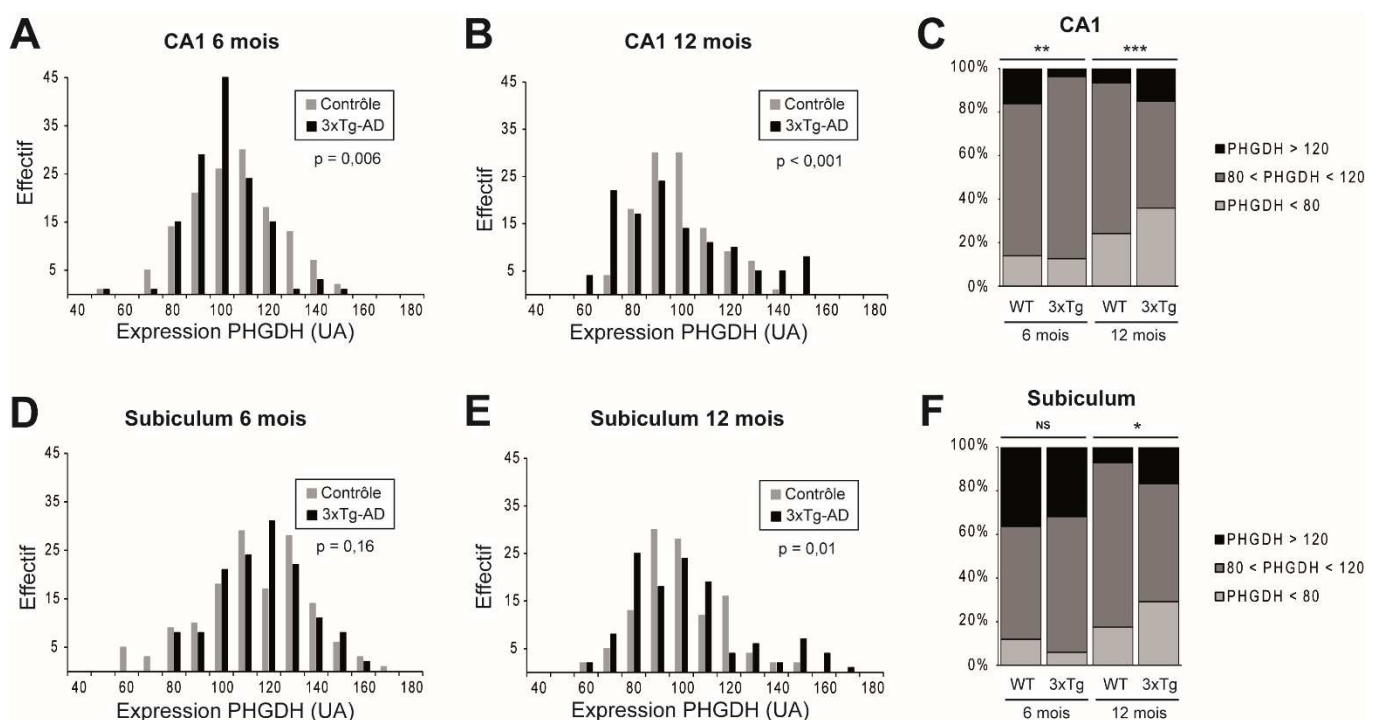 A
CA1 6 mois
Effectif
45
35
25
15
5
Contrôle
3xTg-AD
p = 0,006
40 60 80 100 120 140 160 180
Expression PHGDH (UA)
B
CA1 12 mois
Effectif
45
35
25
15
5
Contrôle
3xTg-AD
p < 0,001
40 60 80 100 120 140 160 180
Expression PHGDH (UA)
C
CA1
** ***
100%
80%
60%
40%
20%
0%
WT 3xTg WT 3xTg
6 mois 12 mois
PHGDH > 120
80 < PHGDH < 120
PHGDH < 80
D
Subiculum 6 mois
Effectif
45
35
25
15
5
Contrôle
3xTg-AD
p = 0,16
40 60 80 100 120 140 160 180
Expression PHGDH (UA)
E
Subiculum 12 mois
Effectif
45
35
25
15
5
Contrôle
3xTg-AD
p = 0,01
40 60 80 100 120 140 160 180
Expression PHGDH (UA)
F
Subiculum
NS *
100%
80%
60%
40%
20%
0%
WT 3xTg WT 3xTg
6 mois 12 mois
PHGDH > 120
80 < PHGDH < 120
PHGDH < 80